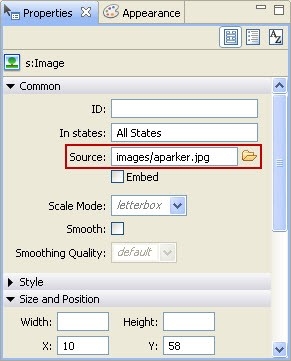 Properties Appearance
A Z
s:Image
Common
ID:
In states: All States
Source: images/aparker.jpg
Embed
Scale Mode: letterbox
Smooth:
Smoothing Quality: default
Style
Size and Position
Width: Height:
X: 10 Y: 58